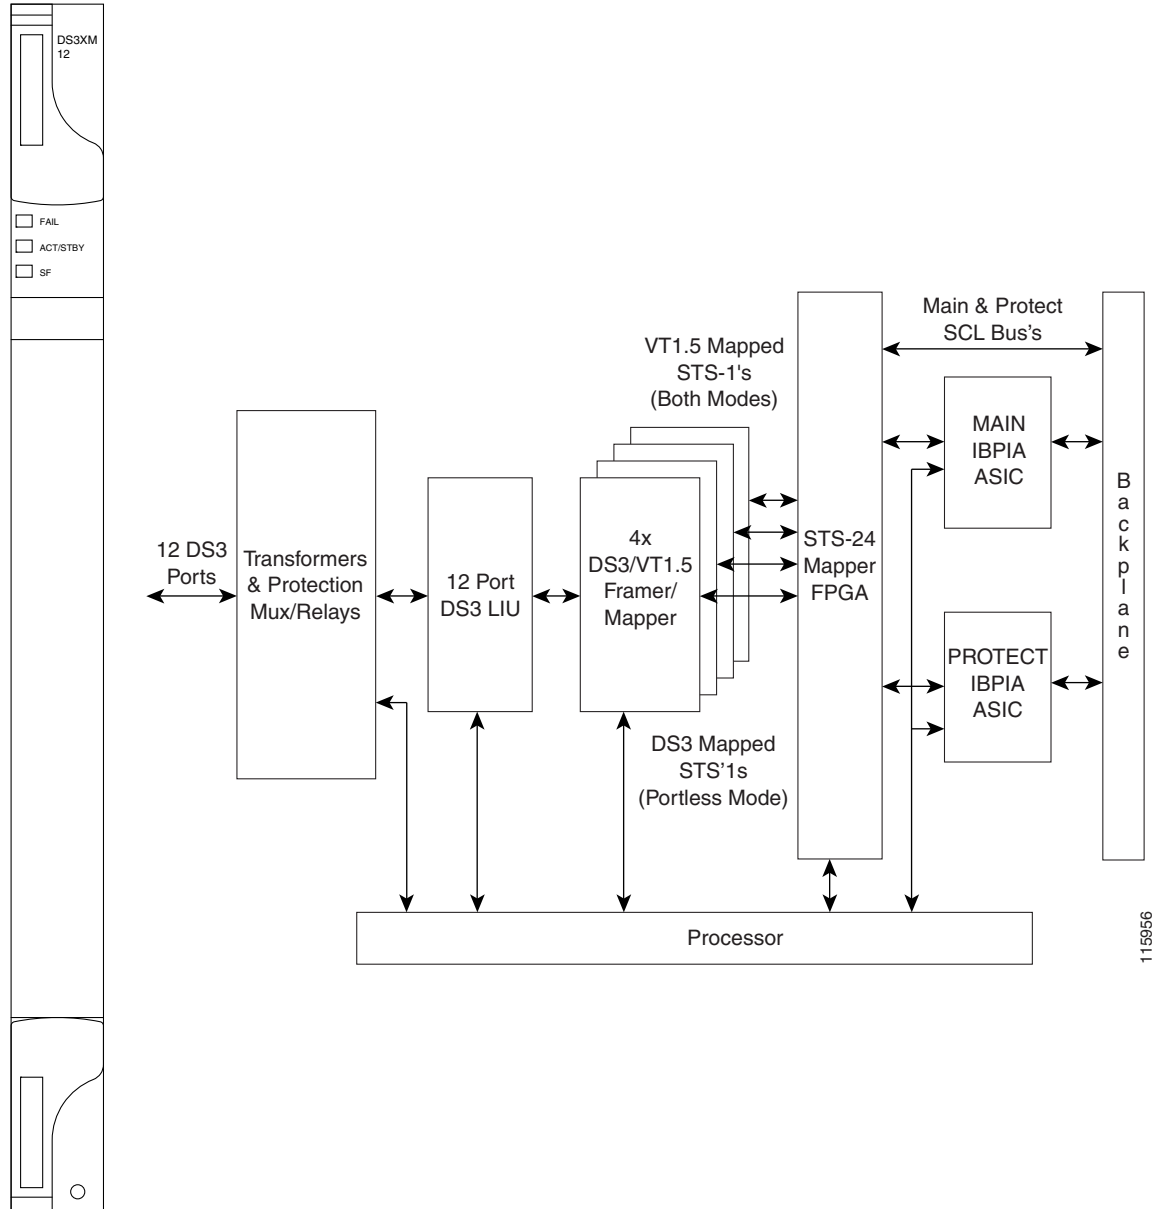 DS3XM
12
FAIL
ACT/STBY
SF
Main & Protect
SCL Bus's
VT1.5 Mapped
STS-1's
(Both Modes)
MAIN
IBPIA
ASIC
Backplane
12 DS3
Ports
Transformers
& Protection
Mux/Relays
12 Port
DS3 LIU
4x
DS3/VT1.5
Framer/
Mapper
STS-24
Mapper
FPGA
PROTECT
IBPIA
ASIC
DS3 Mapped
STS'1s
(Portless Mode)
Processor
115956